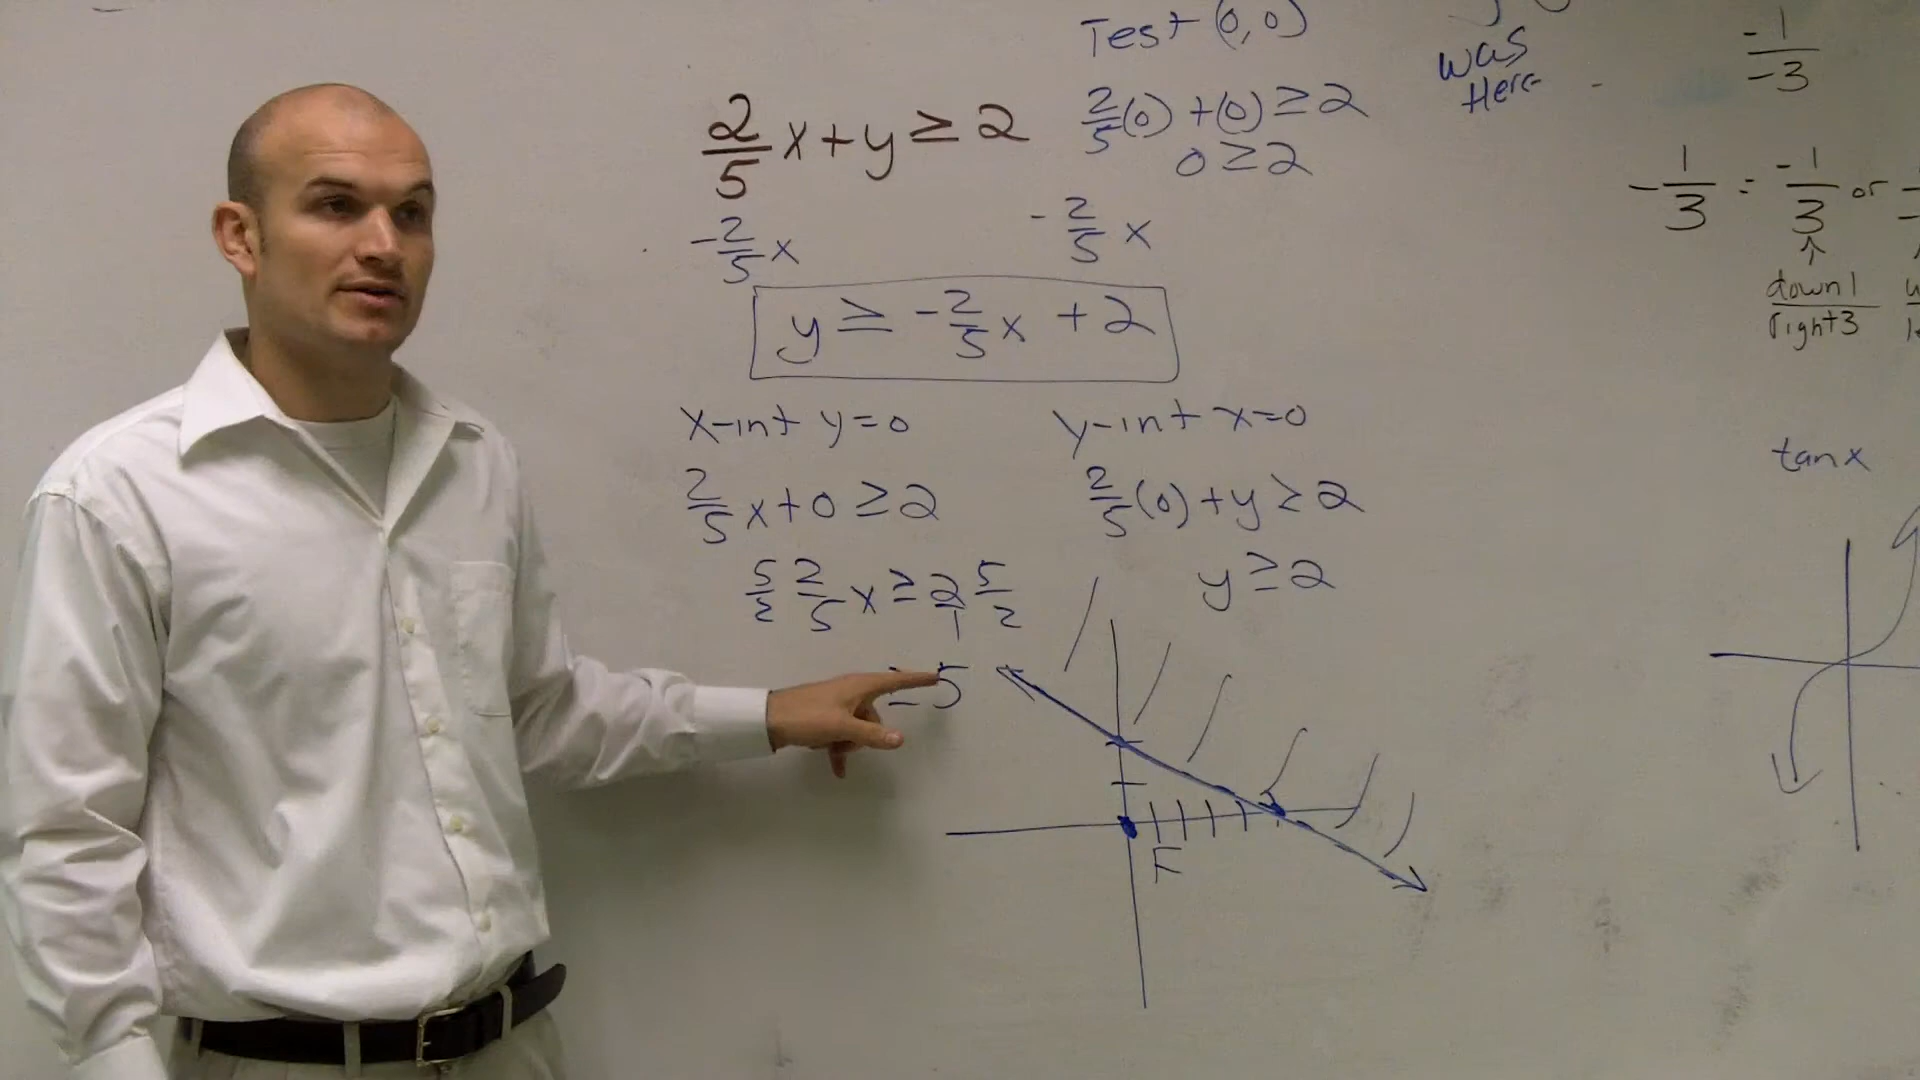 Test (0,0)
2/5 x + y ≥ 2
2/5(0) + (0) ≥ 2
0 ≥ 2
-2/5 x
-2/5 x
y ≥ -2/5 x + 2
x-int y=0
y-int x=0
2/5 x + 0 ≥ 2
2/5(0) + y ≥ 2
5/2 2/5 x ≥ 2/1 5/2
y ≥ 2
≥ 5
F
was
Here
-1/-3
-1/3 = -1/3 or
down 1
right 3
tanx